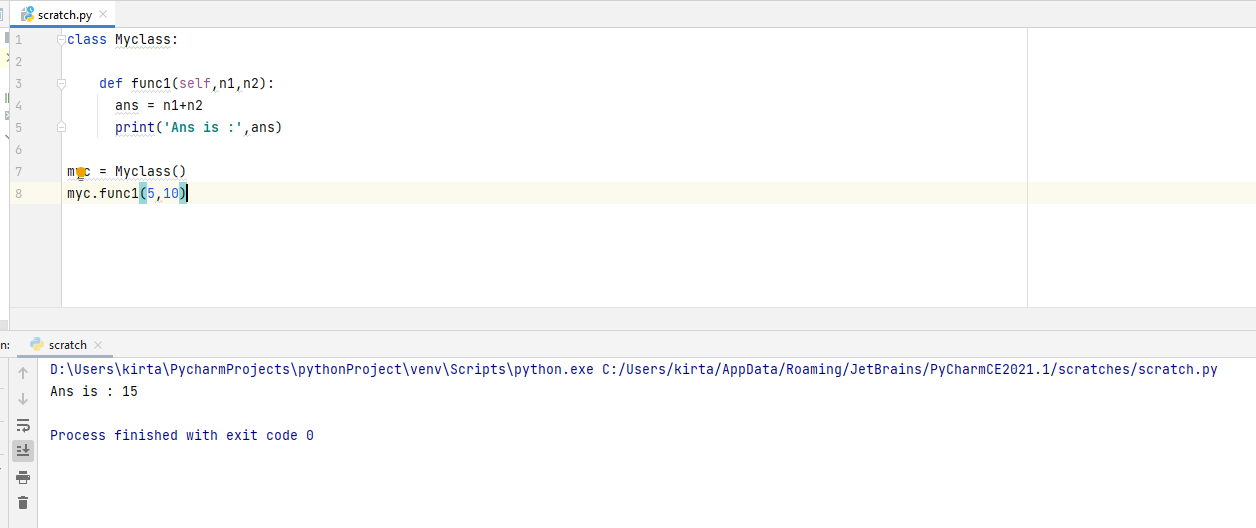 scratch.py
1 class Myclass:
2
3 def func1(self,n1,n2):
4 ans = n1+n2
5 print('Ans is :',ans)
6
7 myc = Myclass()
8 myc.func1(5,10)
n: scratch
D:\Users\kirta\PycharmProjects\pythonProject\venv\Scripts\python.exe C:/Users/kirta/AppData/Roaming/JetBrains/PyCharmCE2021.1/scratches/scratch.py
Ans is : 15
Process finished with exit code 0